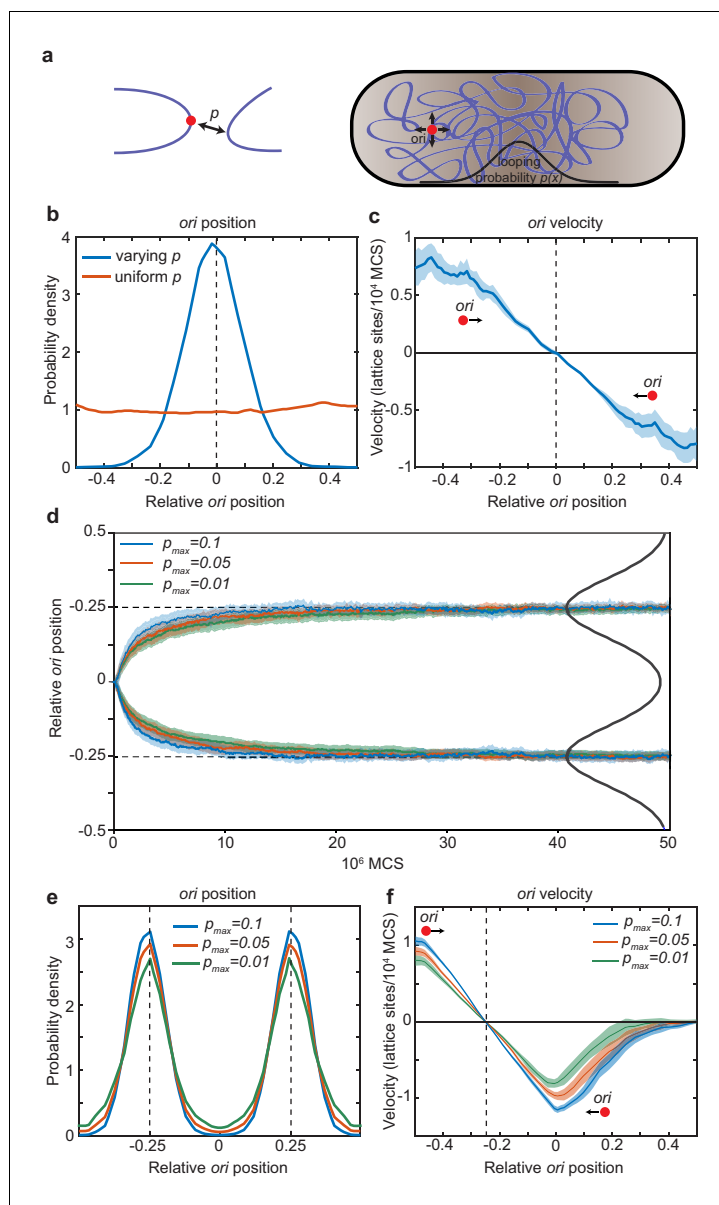 a
p
ori
looping
probability p(x)
b
ori position
Probability density
4
3
2
1
0
varying p
uniform p
-0.4
-0.2
0
0.2
0.4
Relative ori position
c
ori velocity
Velocity (lattice sites/10⁴ MCS)
1
0.5
0
-0.5
-1
ori
ori
-0.4
-0.2
0
0.2
0.4
Relative ori position
d
Relative ori position
0.5
-0.25
0
-0.25
-0.5
p_max=0.1
p_max=0.05
p_max=0.01
0
10
20
30
40
50
10⁶ MCS
e
ori position
Probability density
3
2
1
0
p_max=0.1
p_max=0.05
p_max=0.01
-0.25
0.25
Relative ori position
f
ori velocity
Velocity (lattice sites/10⁴ MCS)
1
0
-1
ori
p_max=0.1
p_max=0.05
p_max=0.01
ori
-0.4
-0.2
0
0.2
0.4
Relative ori position